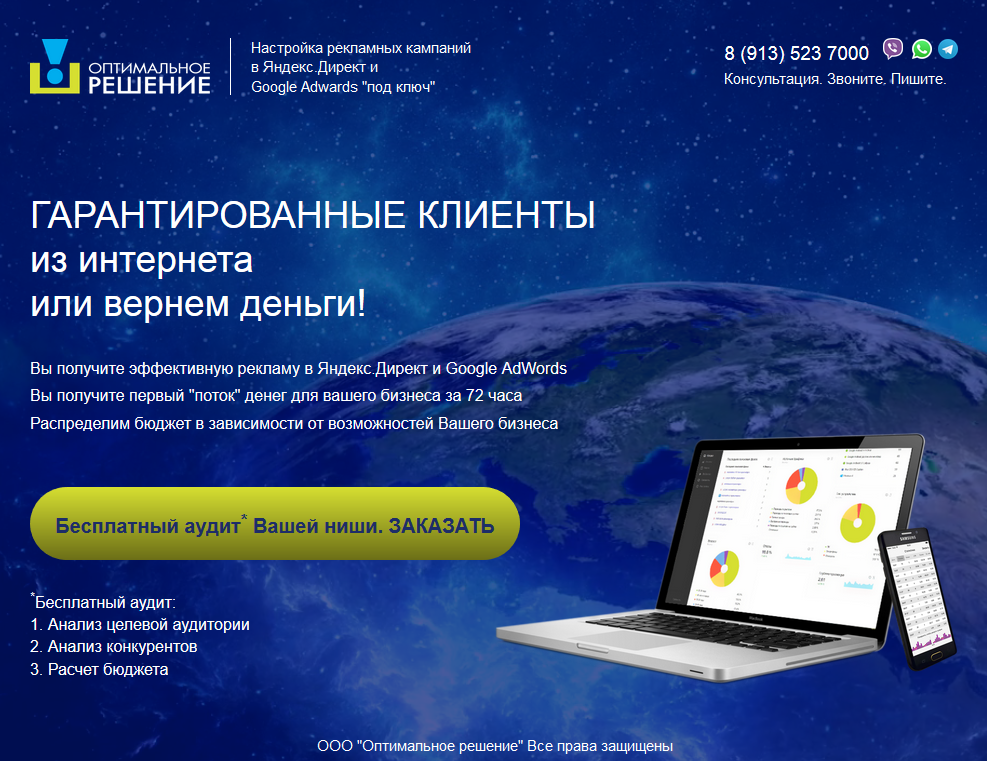 ОПТИМАЛЬНОЕ
РЕШЕНИЕ
Настройка рекламных кампаний
в Яндекс.Директ и
Google Adwords "под ключ"
8 (913) 523 7000
Консультация. Звоните. Пишите.
ГАРАНТИРОВАННЫЕ КЛИЕНТЫ
из интернета
или вернем деньги!
Вы получите эффективную рекламу в Яндекс.Директ и Google AdWords
Вы получите первый "поток" денег для вашего бизнеса за 72 часа
Распределим бюджет в зависимости от возможностей Вашего бизнеса
Бесплатный аудит* Вашей ниши. ЗАКАЗАТЬ
*Бесплатный аудит:
1. Анализ целевой аудитории
2. Анализ конкурентов
3. Расчет бюджета
SAMSUNG
ООО "Оптимальное решение" Все права защищены